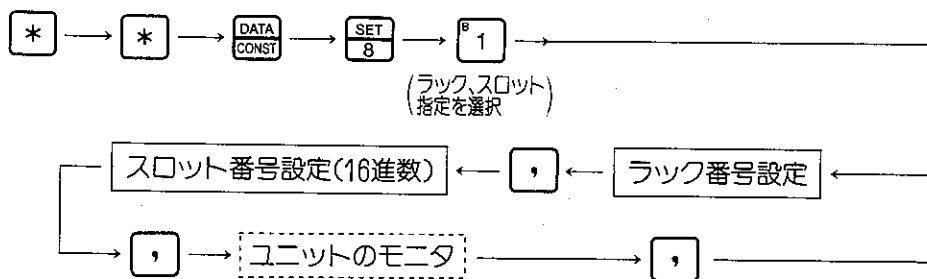 * * DATA CONST SET 8 B 1
(ラック、スロット
指定を選択)
スロット番号設定(16進数) , ラック番号設定
, ユニットのモニタ ,